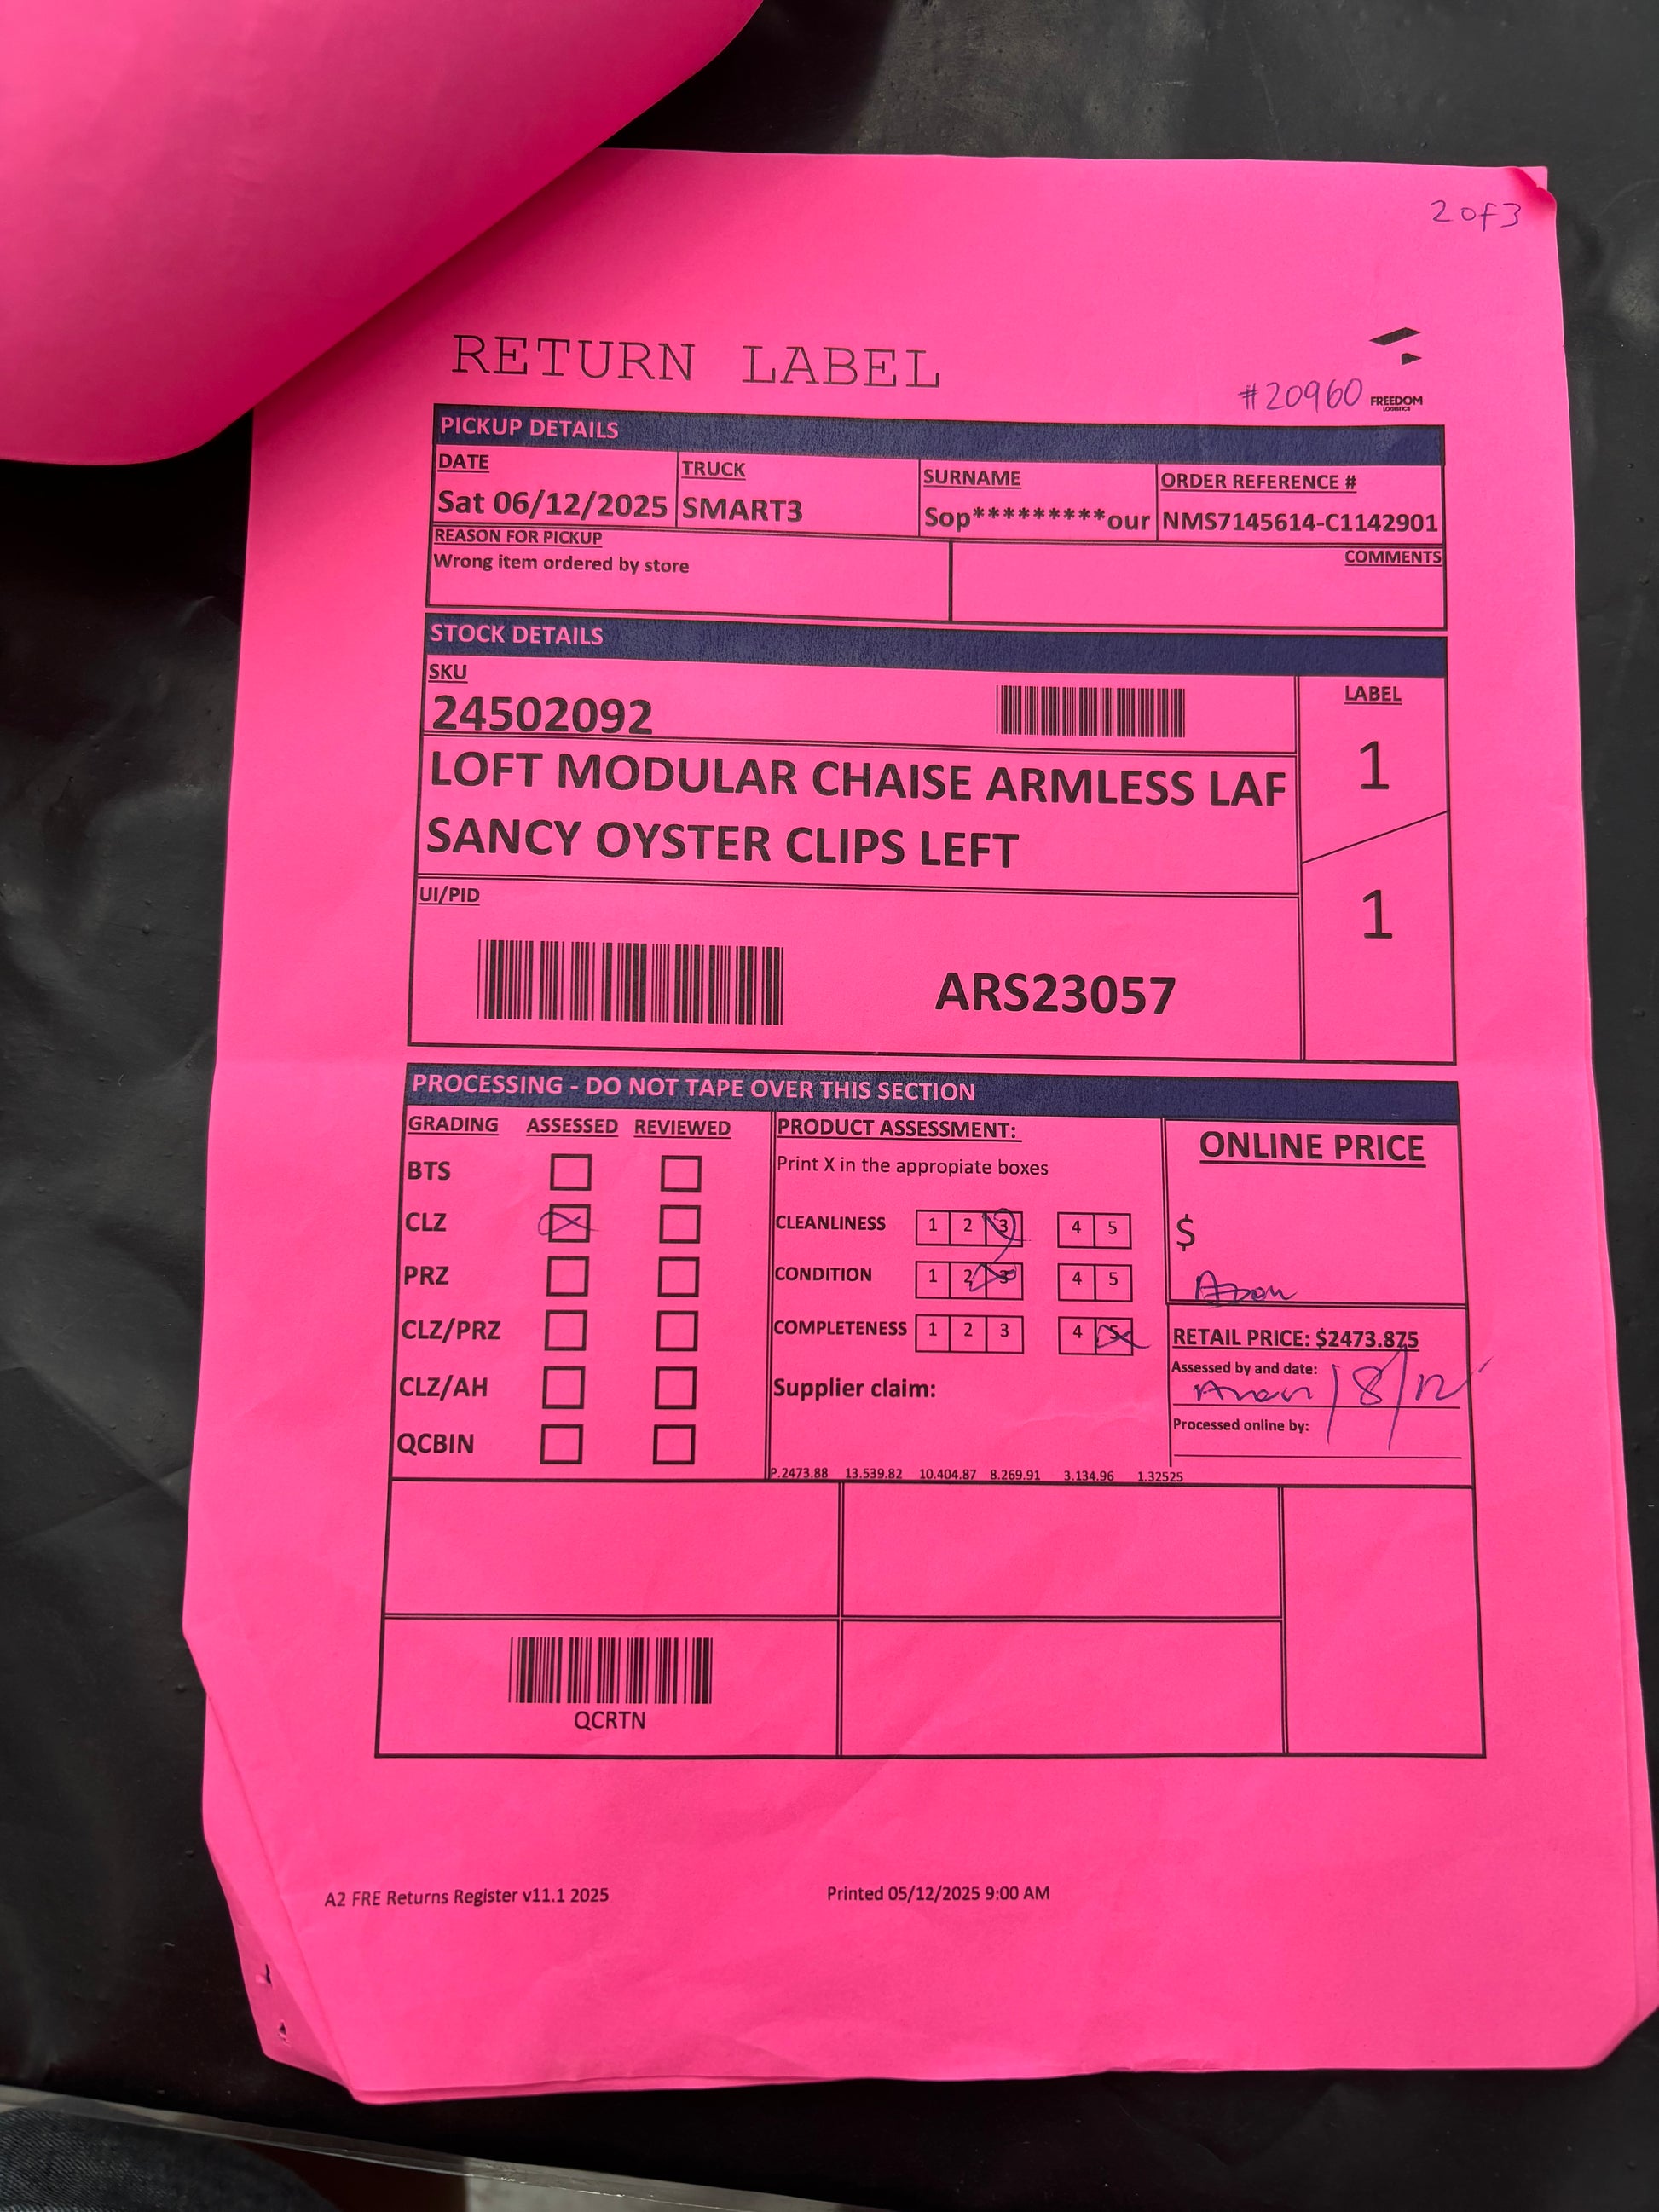 2 of 3
RETURN LABEL
#20960
FREEDOM
LOGISTICS
PICKUP DETAILS
DATE TRUCK SURNAME ORDER REFERENCE #
Sat 06/12/2025 SMART3 Sop*********our NMS7145614-C1142901
REASON FOR PICKUP COMMENTS
Wrong item ordered by store
STOCK DETAILS
SKU LABEL
24502092
LOFT MODULAR CHAISE ARMLESS LAF
SANCY OYSTER CLIPS LEFT
1
1
UI/PID
ARS23057
PROCESSING - DO NOT TAPE OVER THIS SECTION
GRADING ASSESSED REVIEWED
BTS
CLZ
PRZ
CLZ/PRZ
CLZ/AH
QCBIN
PRODUCT ASSESSMENT:
Print X in the appropiate boxes
CLEANLINESS 1 2 3 4 5
CONDITION 1 2 3 4 5
COMPLETENESS 1 2 3 4 5
Supplier claim:
P.2473.88 13.539.82 10.404.87 8.269.91 3.134.96 1.32525
ONLINE PRICE
$
RETAIL PRICE: $2473.875
Assessed by and date:
18/12
Processed online by:
QCRTN
A2 FRE Returns Register v11.1 2025
Printed 05/12/2025 9:00 AM